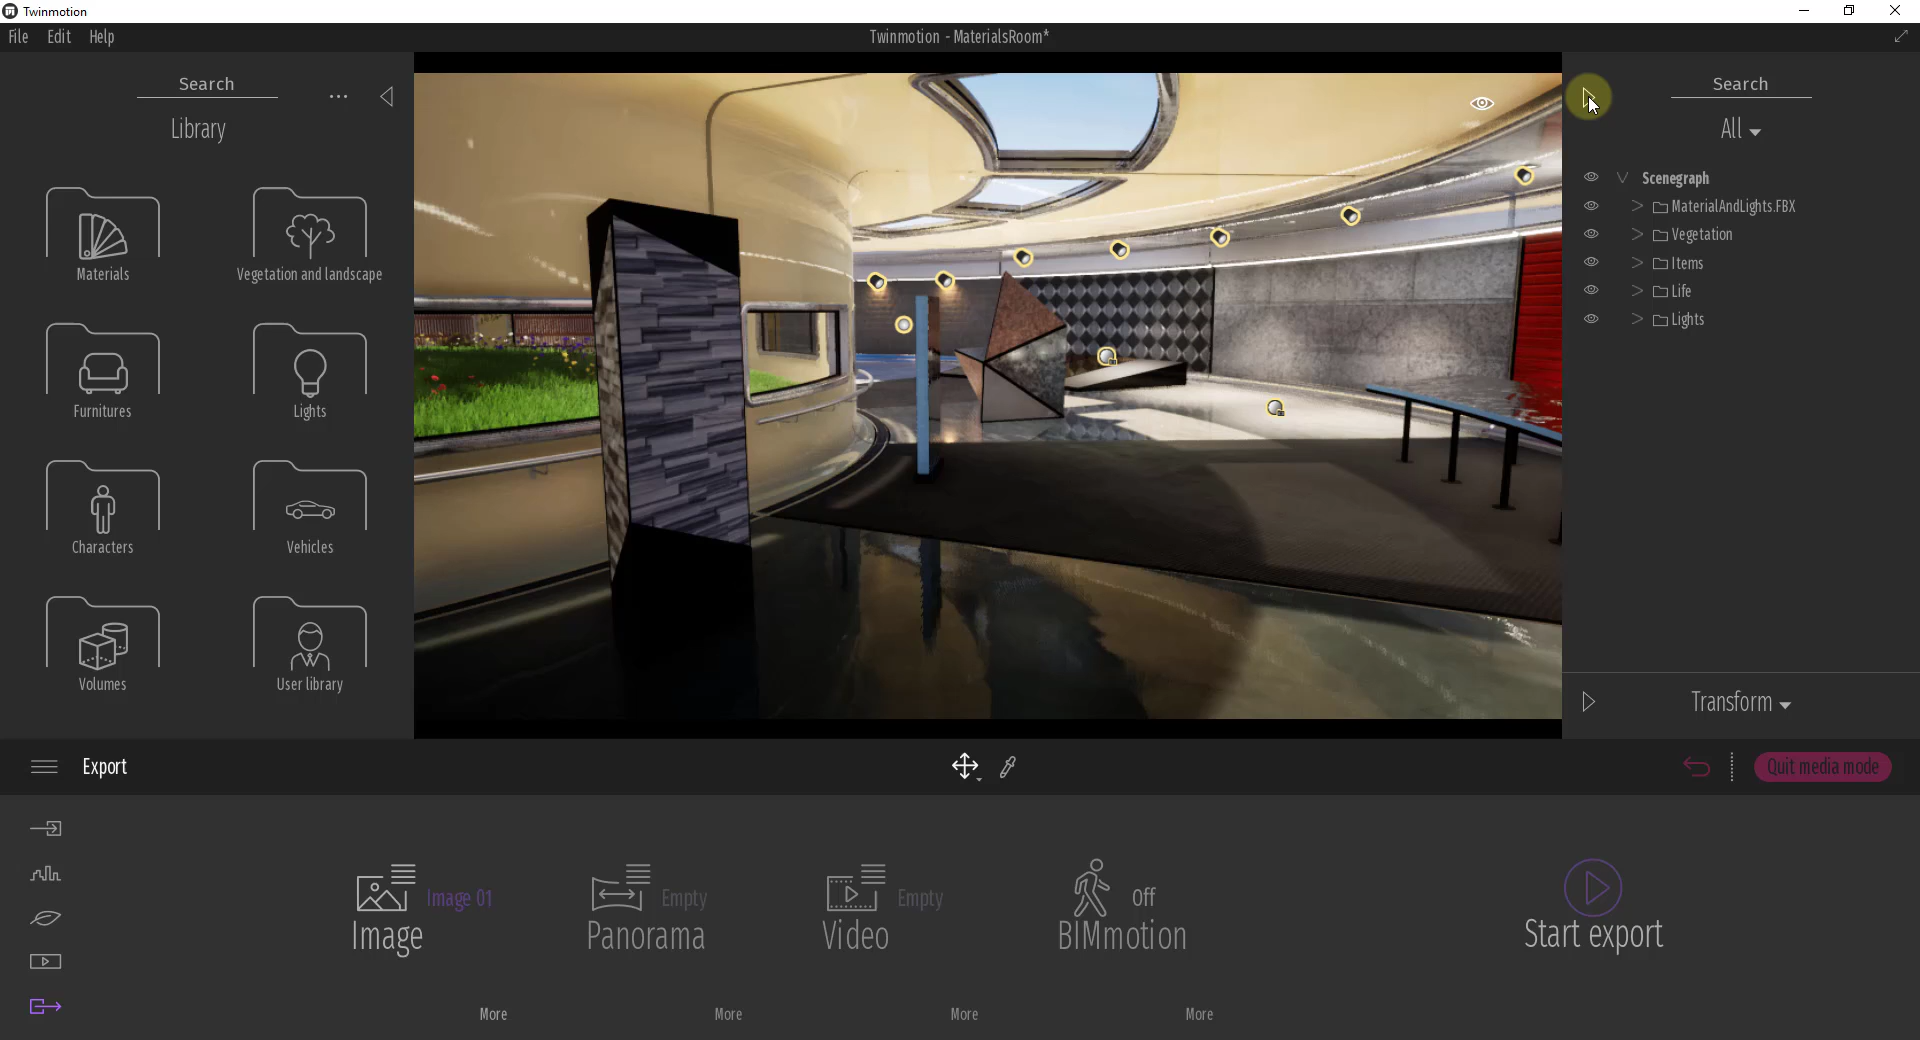 Twinmotion
File Edit Help
Twinmotion - MaterialsRoom*
Search
Library
Materials
Vegetation and landscape
Furnitures
Lights
Characters
Vehicles
Volumes
User library
Search
All
Scenegraph
MaterialAndLights.FBX
Vegetation
Items
Life
Lights
Transform
Export
Quit media mode
Image 01
Image
More
Empty
Panorama
More
Empty
Video
More
Off
BIMmotion
More
Start export